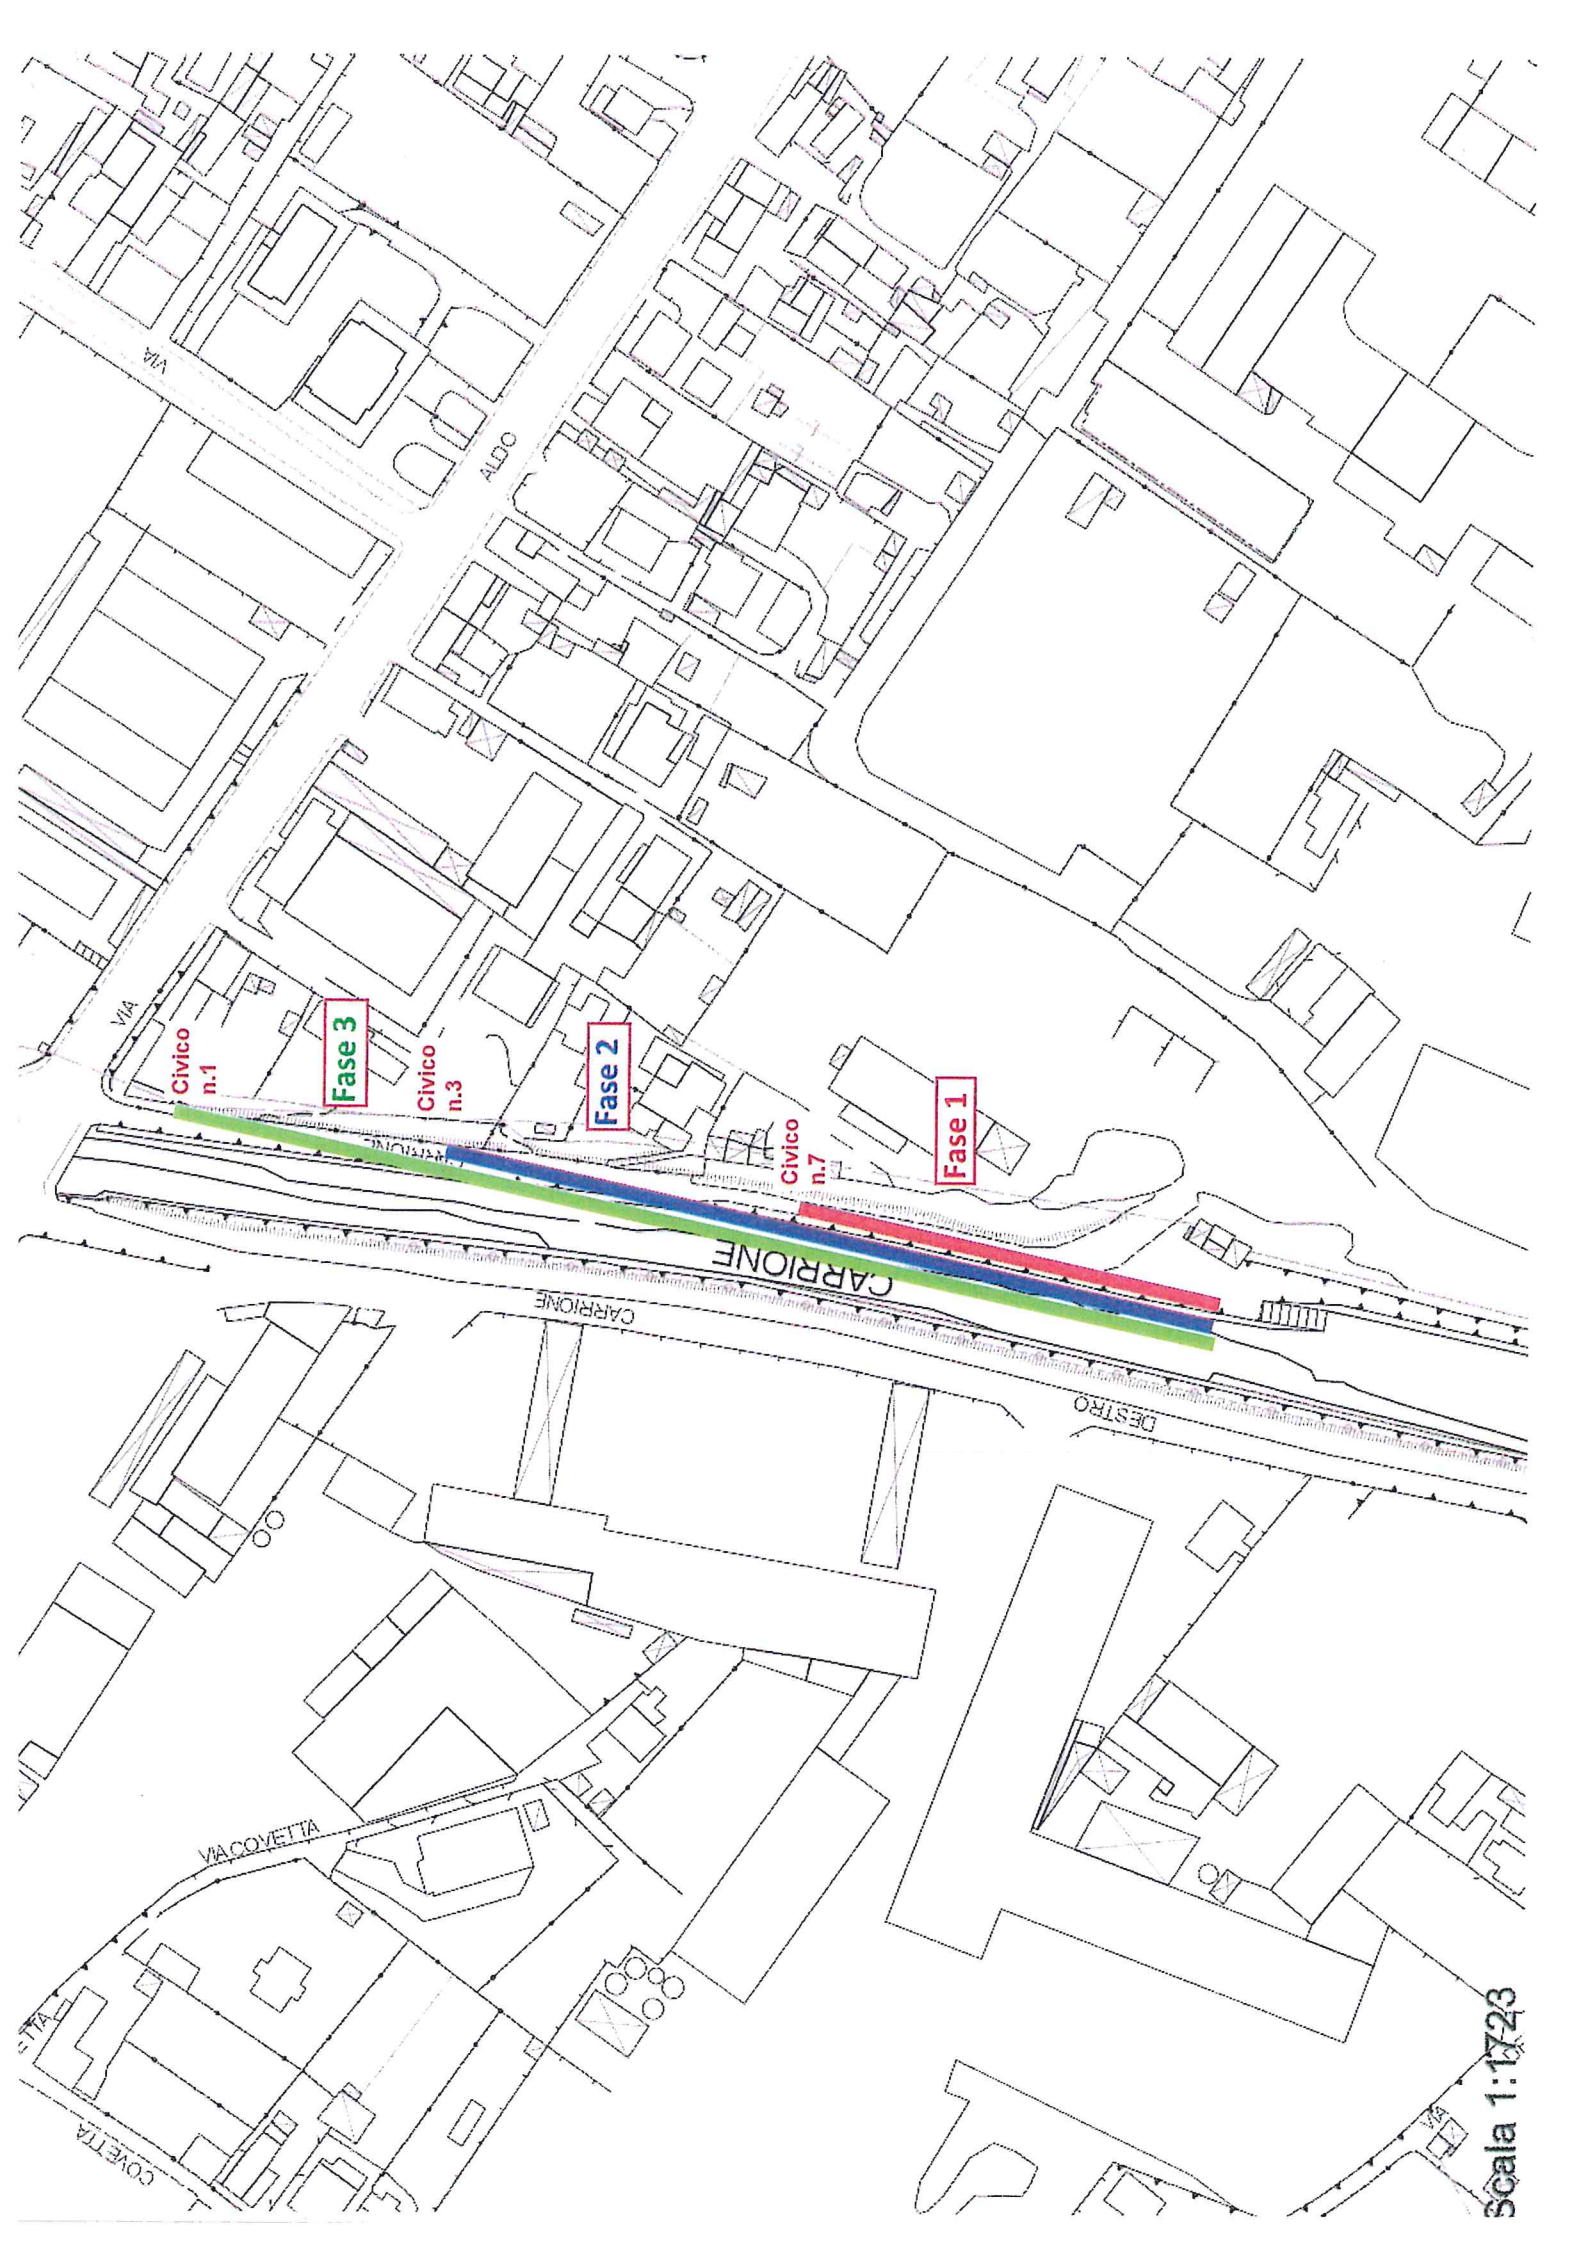 VIA
ALDO
VIA
Civico
n.1
Fase 3
Civico
n.3
Fase 2
Civico
n.7
Fase 1
CARRIONE
CARRIONE
CARRIONE
DESTRO
VIA COVETTA
COVETTA
VIA
Scala 1:1723